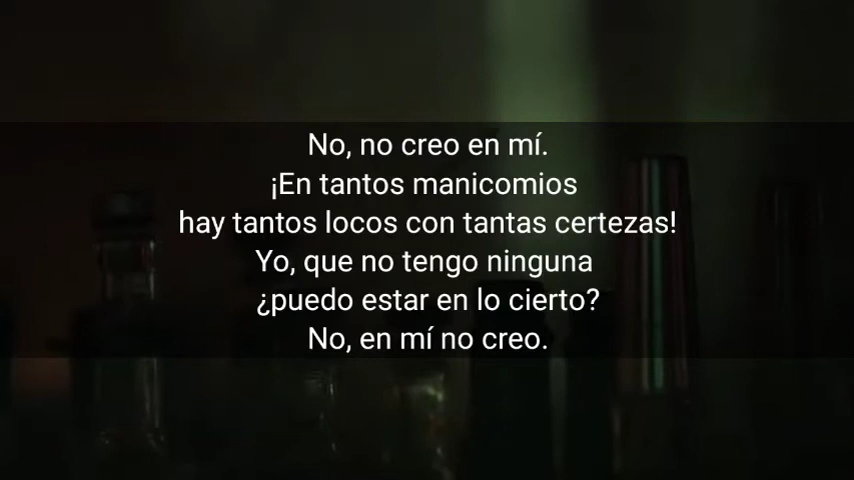 No, no creo en mí.
¡En tantos manicomios
hay tantos locos con tantas certezas!
Yo, que no tengo ninguna
¿puedo estar en lo cierto?
No, en mí no creo.